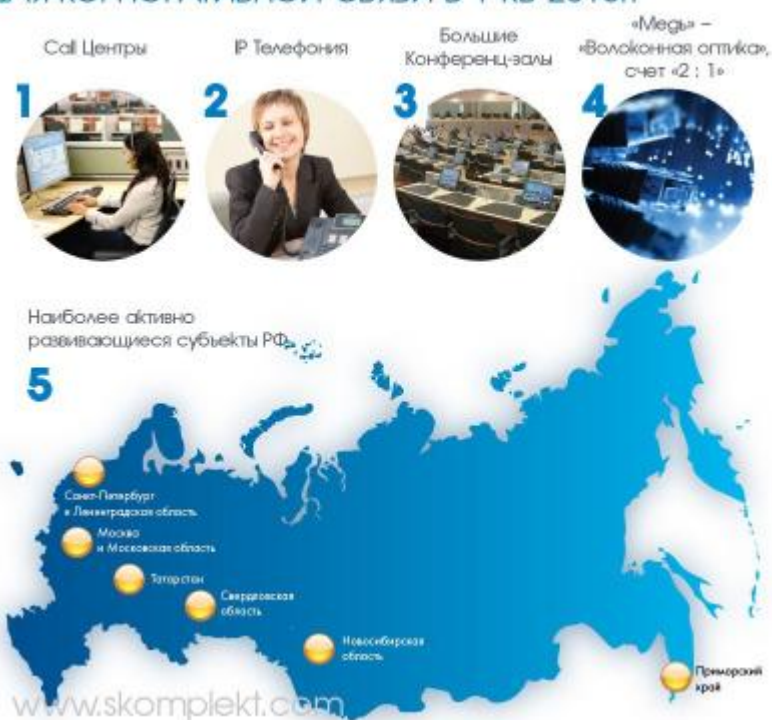 КОРПОРАТИВНОЙ СВЯЗИ В
Call Центры
IP Телефония
Большие
Конференц-залы
«Медь» –
«Волоконная оптика»,
счет «2 : 1»
1
2
3
4
Наиболее активно
развивающиеся субъекты РФ
5
Санкт-Петербург
и Ленинградская область
Москва
и Московская область
Татарстан
Свердловская
область
Новосибирская
область
Приморский
край
www.skomplekt.com